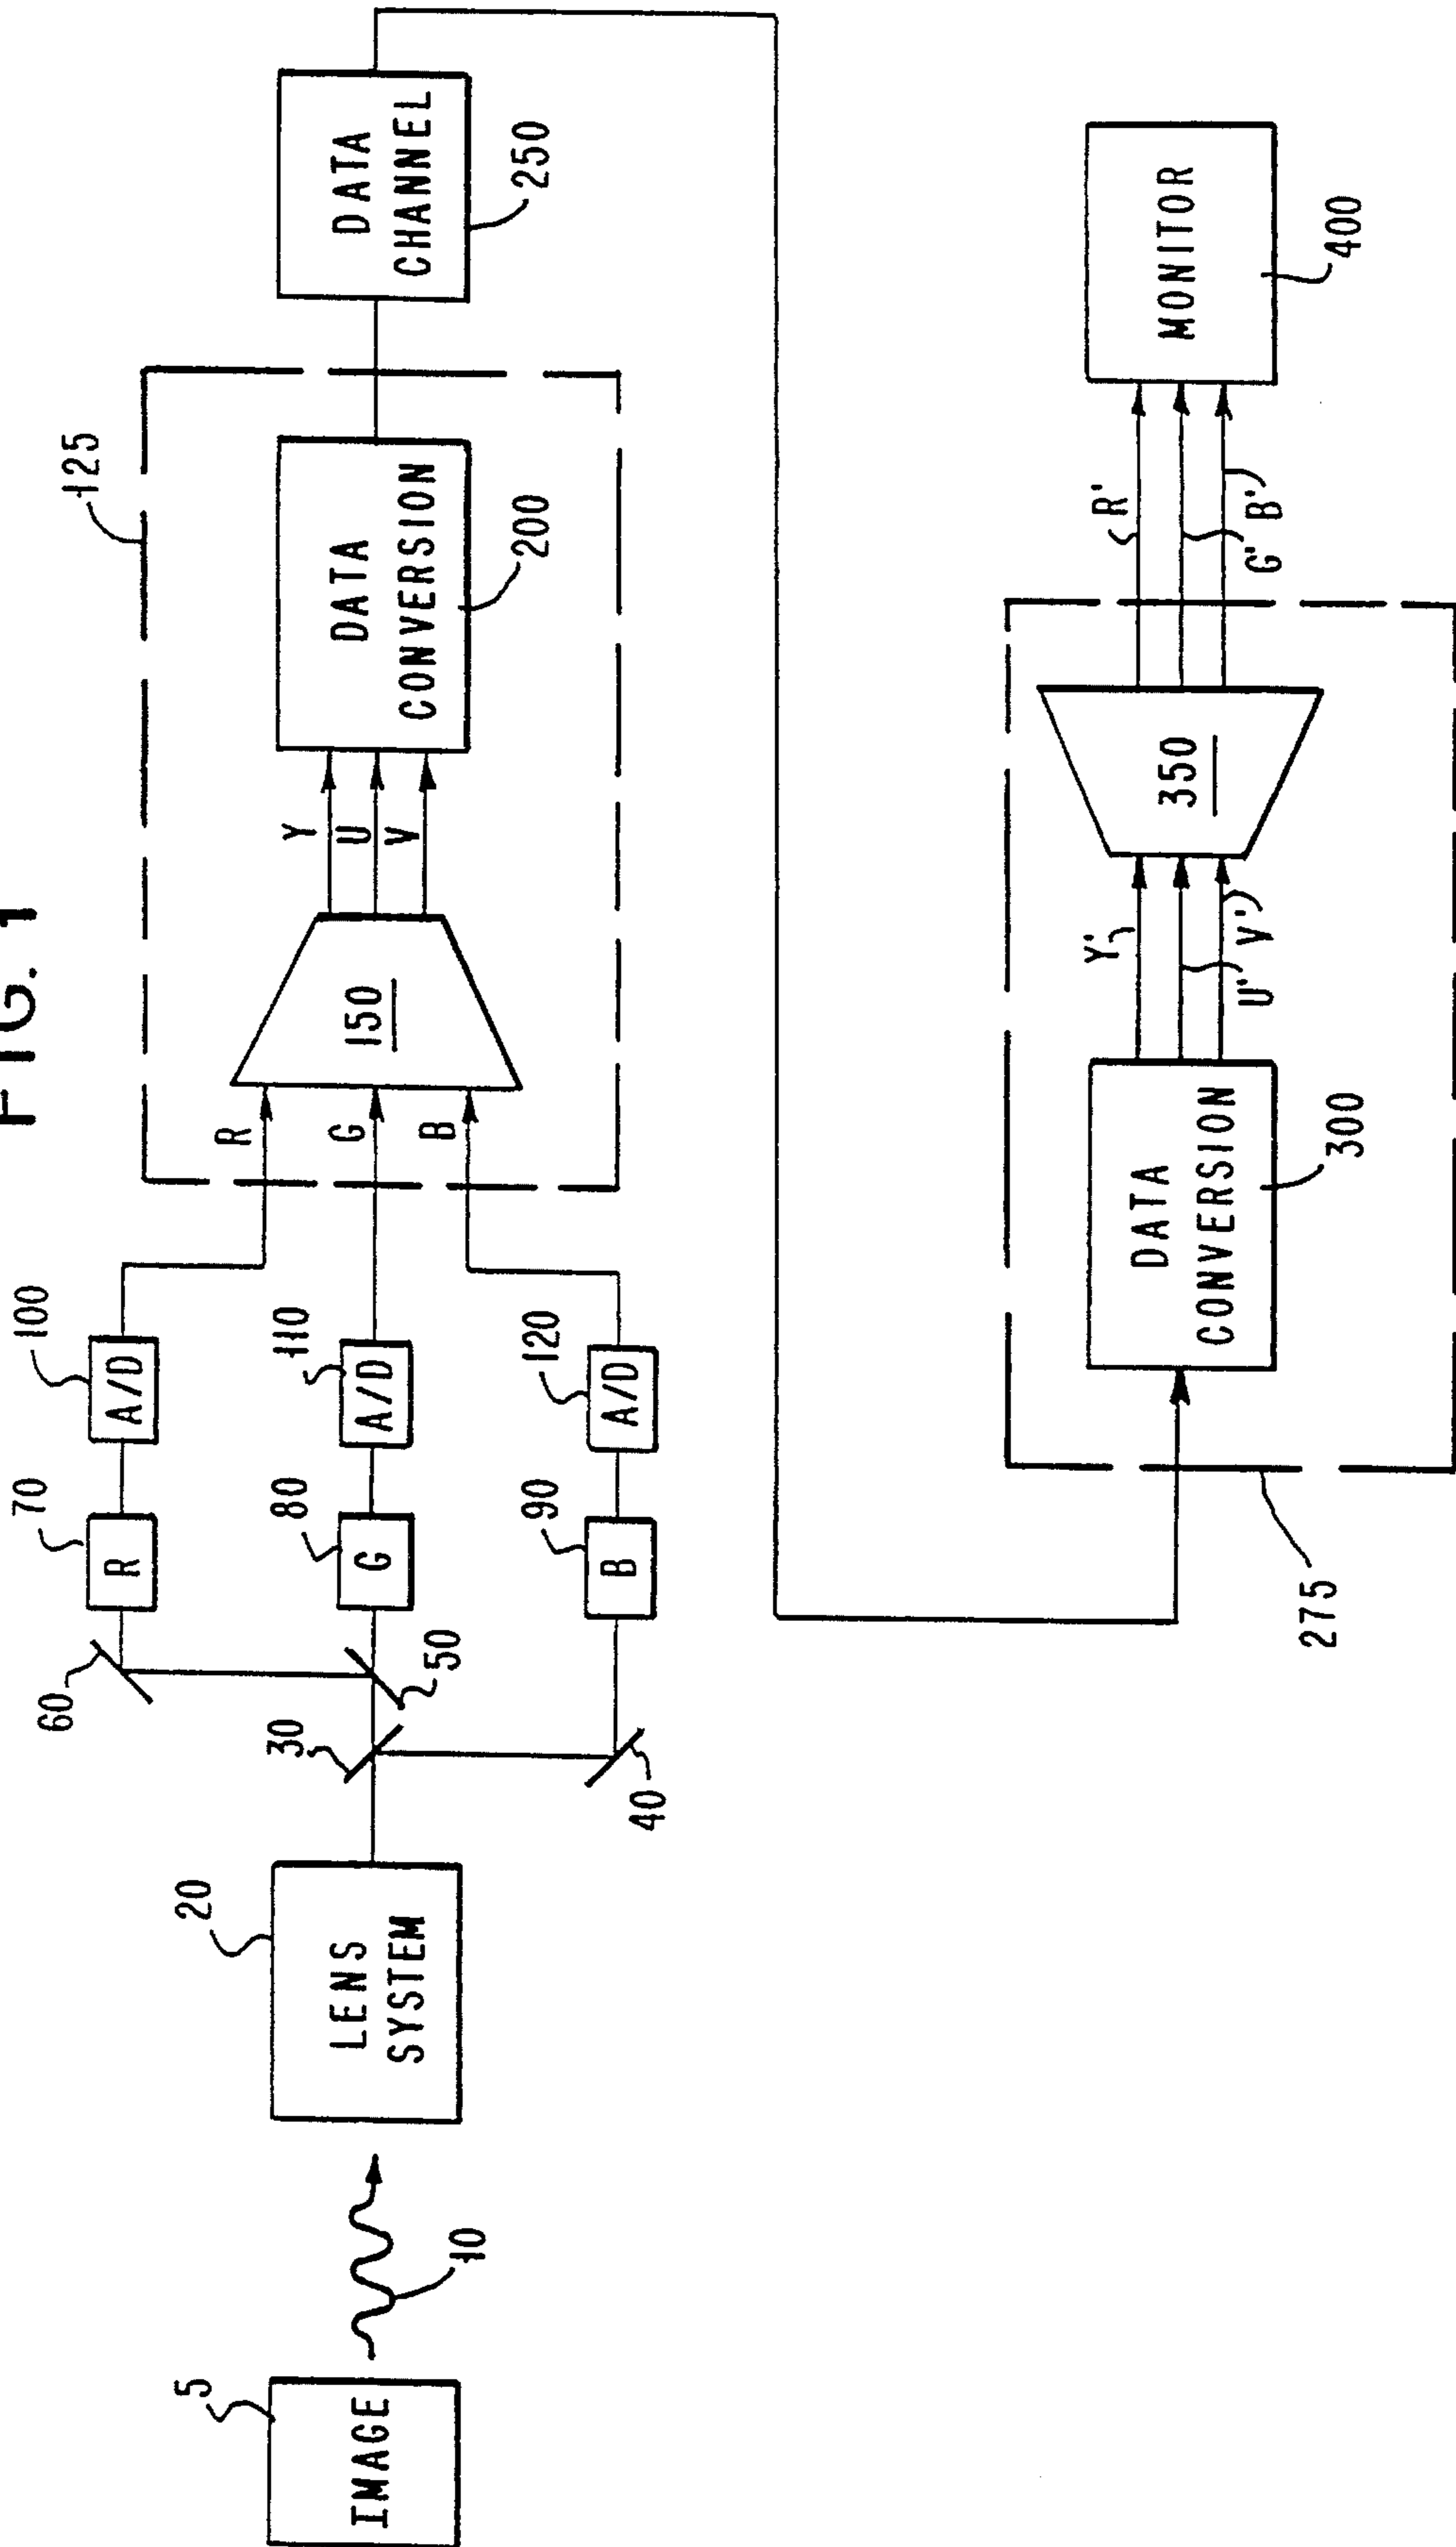 FIG. 1
IMAGE
5
10
LENS
SYSTEM
20
30
40
50
60
R
70
G
80
B
90
A/D
100
A/D
110
A/D
120
125
R
G
B
150
Y
U
V
DATA
CONVERSION
200
DATA
CHANNEL
250
275
DATA
CONVERSION
300
Y'
U'
V'
350
R'
G'
B'
MONITOR
400